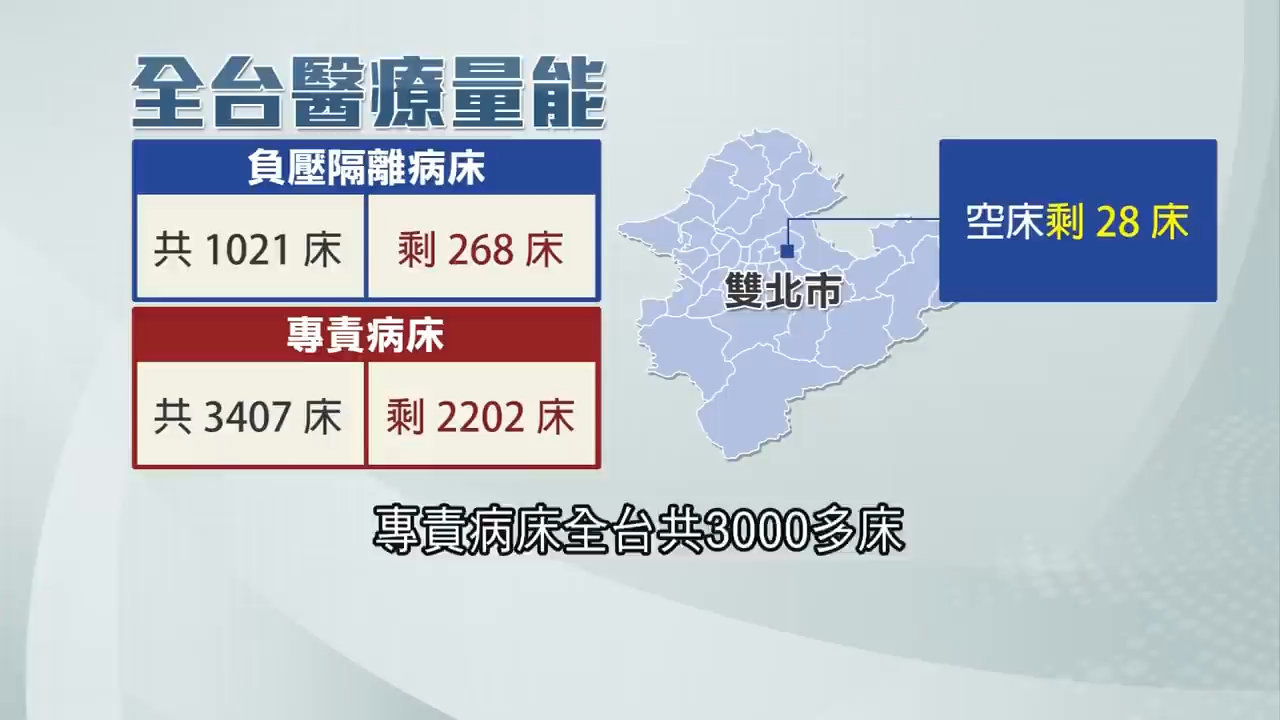 全台醫療量能
負壓隔離病床
共 1021 床
剩 268 床
專責病床
共 3407 床
剩 2202 床
空床剩 28 床
雙北市
專責病床全台共3000多床